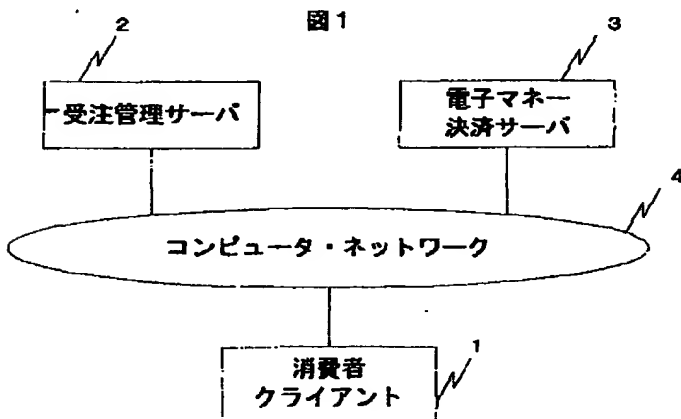 図1
2
受注管理サーバ
3
電子マネー
決済サーバ
4
コンピュータ・ネットワーク
1
消費者
クライアント